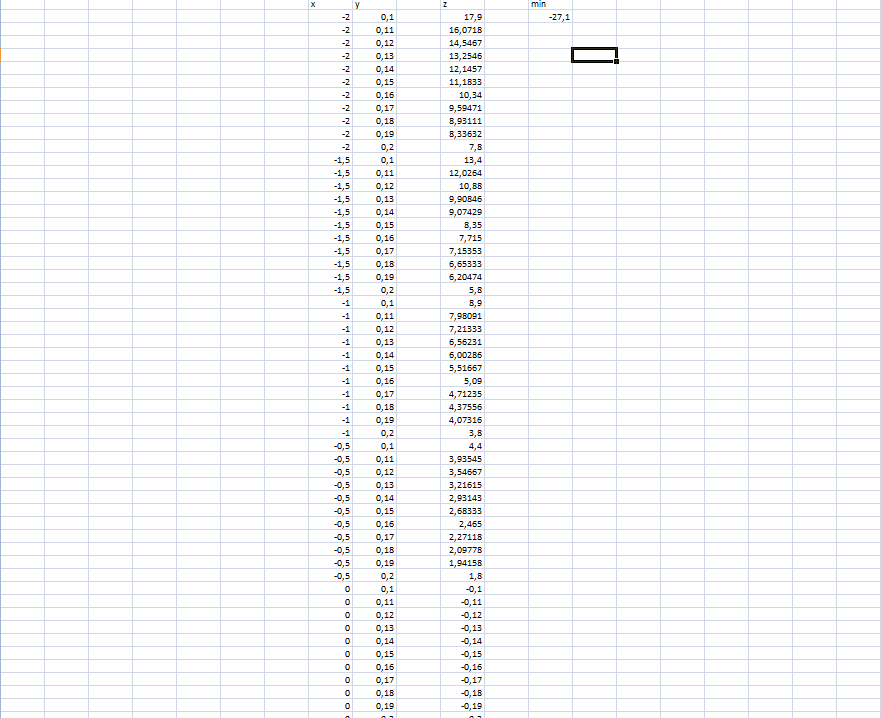 x y z min
-2 0,1 17,9 -27,1
-2 0,11 16,0718
-2 0,12 14,5467
-2 0,13 13,2546
-2 0,14 12,1457
-2 0,15 11,1833
-2 0,16 10,34
-2 0,17 9,59471
-2 0,18 8,93111
-2 0,19 8,33632
-2 0,2 7,8
-1,5 0,1 13,4
-1,5 0,11 12,0264
-1,5 0,12 10,88
-1,5 0,13 9,90846
-1,5 0,14 9,07429
-1,5 0,15 8,35
-1,5 0,16 7,715
-1,5 0,17 7,15353
-1,5 0,18 6,65333
-1,5 0,19 6,20474
-1,5 0,2 5,8
-1 0,1 8,9
-1 0,11 7,98091
-1 0,12 7,21333
-1 0,13 6,56231
-1 0,14 6,00286
-1 0,15 5,51667
-1 0,16 5,09
-1 0,17 4,71235
-1 0,18 4,37556
-1 0,19 4,07316
-1 0,2 3,8
-0,5 0,1 4,4
-0,5 0,11 3,93545
-0,5 0,12 3,54667
-0,5 0,13 3,21615
-0,5 0,14 2,93143
-0,5 0,15 2,68333
-0,5 0,16 2,465
-0,5 0,17 2,27118
-0,5 0,18 2,09778
-0,5 0,19 1,94158
-0,5 0,2 1,8
0 0,1 -0,1
0 0,11 -0,11
0 0,12 -0,12
0 0,13 -0,13
0 0,14 -0,14
0 0,15 -0,15
0 0,16 -0,16
0 0,17 -0,17
0 0,18 -0,18
0 0,19 -0,19